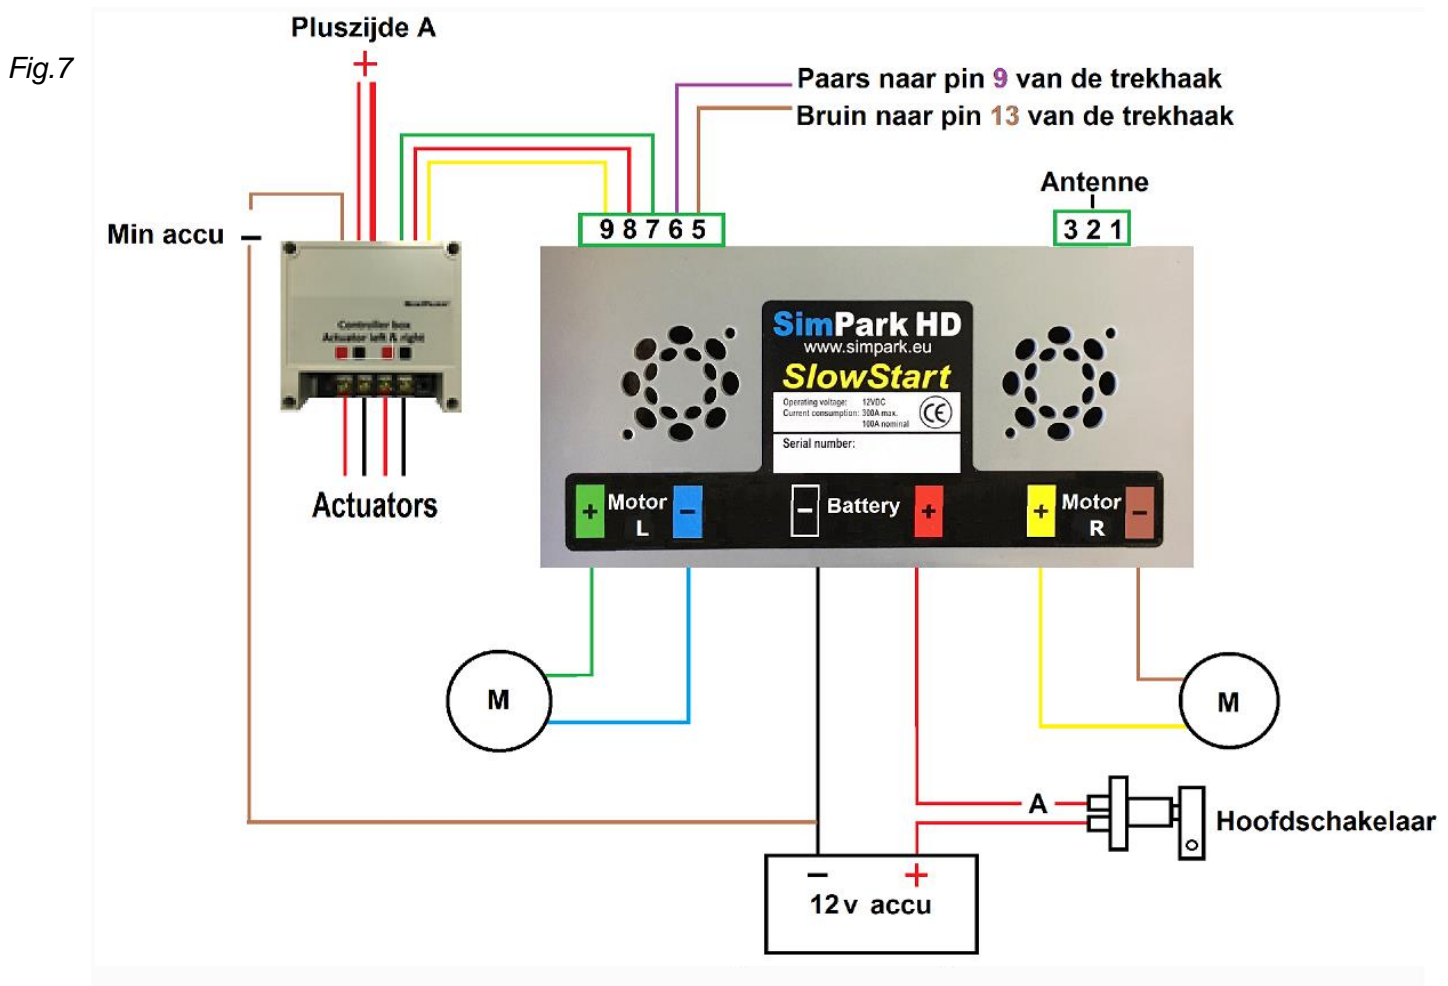 Fig.7
Pluszijde A
+
Paars naar pin 9 van de trekhaak
Bruin naar pin 13 van de trekhaak
Antenne
Min accu
−
9 8 7 6 5
3 2 1
SimPark
Controller box
Actuator left & right
Actuators
SimPark HD
www.simpark.eu
SlowStart
Operating voltage: 12VDC
Current consumption: 300A max.
100A nominal
CE
Serial number:
+ Motor L −
− Battery +
+ Motor R −
M
M
A
Hoofdschakelaar
− +
12v accu